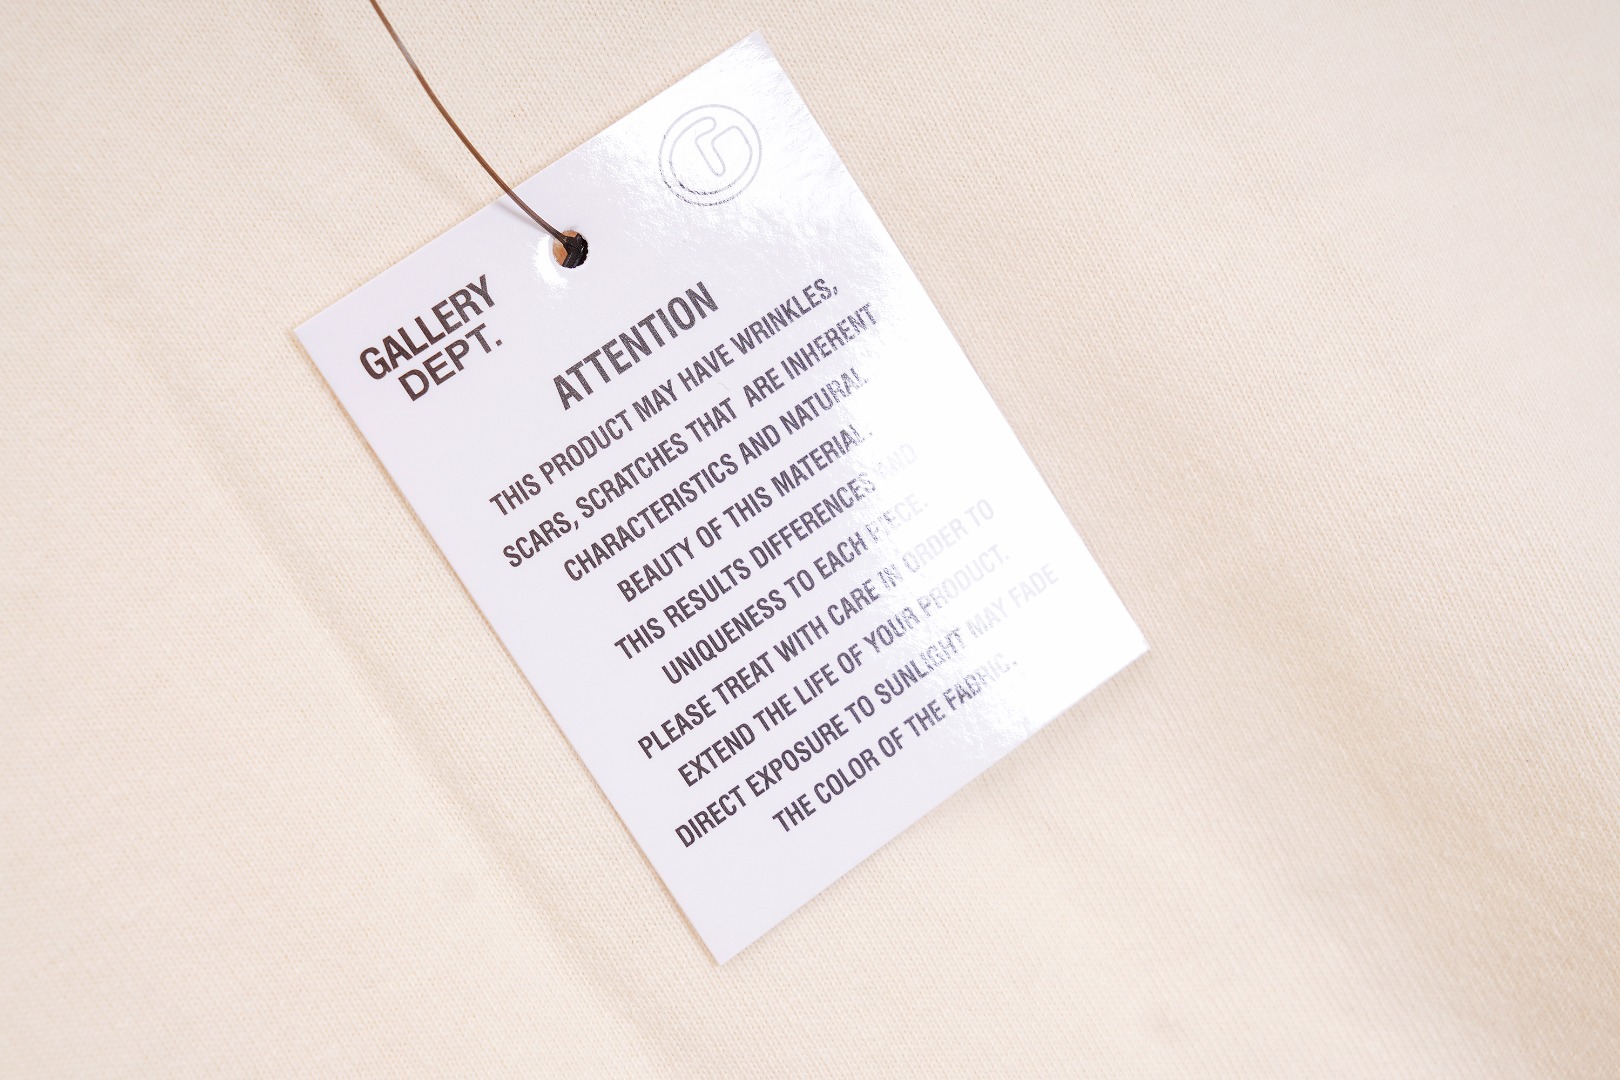 GALLERY
DEPT.
ATTENTION
THIS PRODUCT MAY HAVE WRINKLES,
SCARS, SCRATCHES THAT ARE INHERENT
CHARACTERISTICS AND NATURAL
BEAUTY OF THIS MATERIAL.
THIS RESULTS DIFFERENCES AND
UNIQUENESS TO EACH PIECE.
PLEASE TREAT WITH CARE IN ORDER TO
EXTEND THE LIFE OF YOUR PRODUCT.
DIRECT EXPOSURE TO SUNLIGHT MAY FADE
THE COLOR OF THE FABRIC.